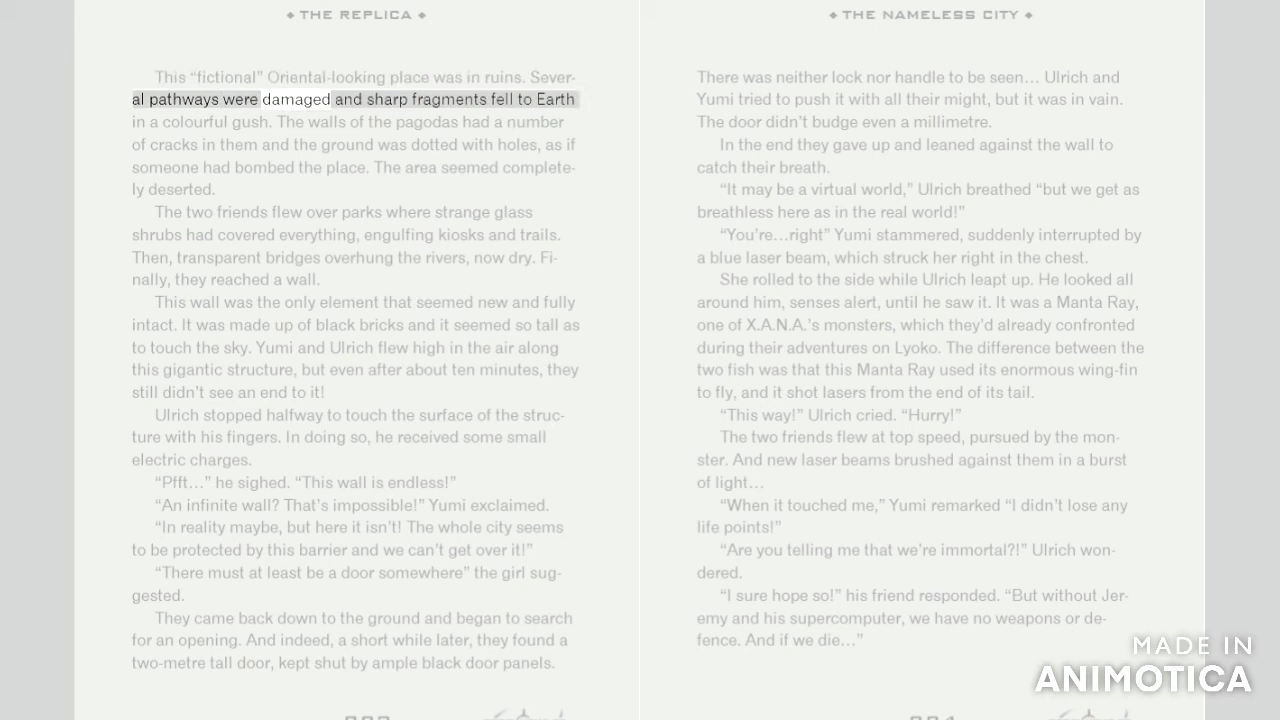 THE REPLICA
This “fictional” Oriental-looking place was in ruins. Sever-
al pathways were damaged and sharp fragments fell to Earth
in a colourful gush. The walls of the pagodas had a number
of cracks in them and the ground was dotted with holes, as if
someone had bombed the place. The area seemed complete-
ly deserted.
The two friends flew over parks where strange glass
shrubs had covered everything, engulfing kiosks and trails.
Then, transparent bridges overhung the rivers, now dry. Fi-
nally, they reached a wall.
This wall was the only element that seemed new and fully
intact. It was made up of black bricks and it seemed so tall as
to touch the sky. Yumi and Ulrich flew high in the air along
this gigantic structure, but even after about ten minutes, they
still didn’t see an end to it!
Ulrich stopped halfway to touch the surface of the struc-
ture with his fingers. In doing so, he received some small
electric charges.
“Pfft…” he sighed. “This wall is endless!”
“An infinite wall? That’s impossible!” Yumi exclaimed.
“In reality maybe, but here it isn’t! The whole city seems
to be protected by this barrier and we can’t get over it!”
“There must at least be a door somewhere” the girl sug-
gested.
They came back down to the ground and began to search
for an opening. And indeed, a short while later, they found a
two-metre tall door, kept shut by ample black door panels.
THE NAMELESS CITY
There was neither lock nor handle to be seen… Ulrich and
Yumi tried to push it with all their might, but it was in vain.
The door didn’t budge even a millimetre.
In the end they gave up and leaned against the wall to
catch their breath.
“It may be a virtual world,” Ulrich breathed “but we get as
breathless here as in the real world!”
“You’re…right” Yumi stammered, suddenly interrupted by
a blue laser beam, which struck her right in the chest.
She rolled to the side while Ulrich leapt up. He looked all
around him, senses alert, until he saw it. It was a Manta Ray,
one of X.A.N.A.’s monsters, which they’d already confronted
during their adventures on Lyoko. The difference between the
two fish was that this Manta Ray used its enormous wing-fin
to fly, and it shot lasers from the end of its tail.
“This way!” Ulrich cried. “Hurry!”
The two friends flew at top speed, pursued by the mon-
ster. And new laser beams brushed against them in a burst
of light…
“When it touched me,” Yumi remarked “I didn’t lose any
life points!”
“Are you telling me that we’re immortal?!” Ulrich won-
dered.
“I sure hope so!” his friend responded. “But without Jer-
emy and his supercomputer, we have no weapons or de-
fence. And if we die…”
MADE IN
ANIMOTICA